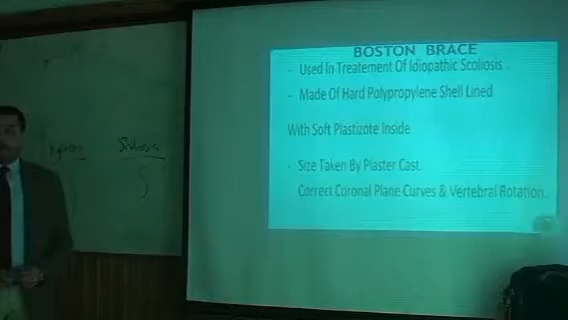 BOSTON BRACE
- Used In Treatement Of Idiopathic Scoliosis .
- Made Of Hard Polypropylene Shell Lined
With Soft Plastizote Inside
- Size Taken By Plaster Cast.
Correct Coronal Plane Curves & Vertebral Rotation.